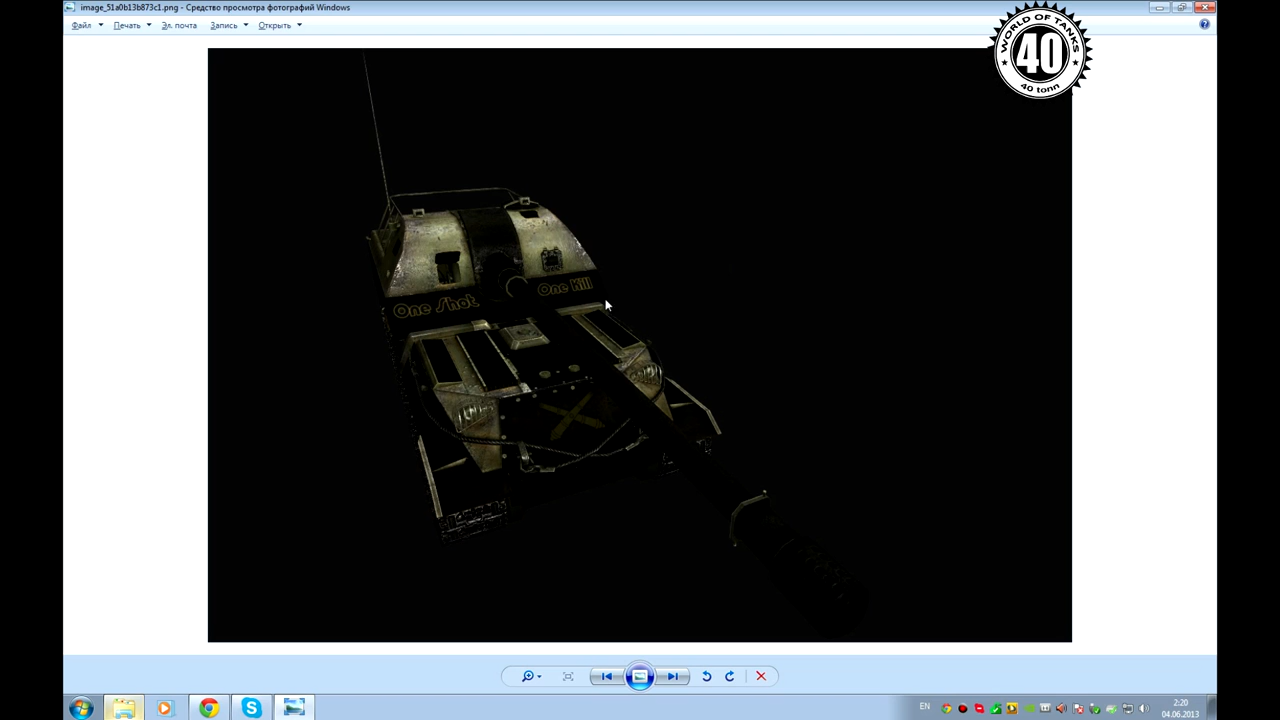 image_51a0b13b873c1.png - Средство просмотра фотографий Windows
Файл Печать Эл. почта Запись Открыть
WORLD OF TANKS
40
40 tonn
One Shot One Kill
EN
2:20
04.06.2013